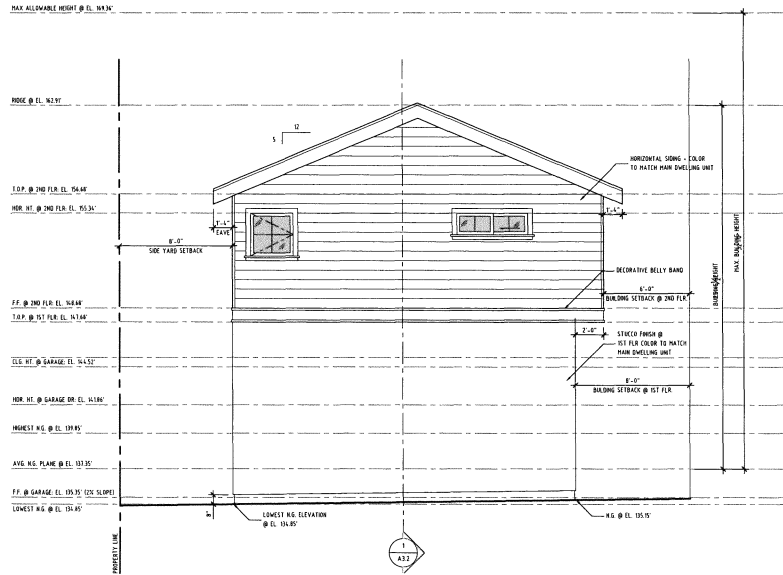 MAX ALLOWABLE HEIGHT @ EL. 169.36'
RIDGE @ EL. 162.97'
12
5
HORIZONTAL SIDING - COLOR
TO MATCH MAIN DWELLING UNIT
T.O.P. @ 2ND FLR: EL. 156.68'
HDR. HT. @ 2ND FLR: EL. 155.34'
1'-4"
EAVE
1'-4"
8'-0"
SIDE YARD SETBACK
MAX. BUILDING HEIGHT
BUILDING HEIGHT
DECORATIVE BELLY BAND
6'-0"
BUILDING SETBACK @ 2ND FLR.
F.F. @ 2ND FLR: EL. 148.68'
T.O.P. @ 1ST FLR: EL. 147.68'
2'-0"
STUCCO FINISH @
1ST FLR COLOR TO MATCH
MAIN DWELLING UNIT
CLG. HT. @ GARAGE: EL. 144.52'
8'-0"
BUILDING SETBACK @ 1ST FLR.
HDR. HT. @ GARAGE DR: EL. 141.86'
HIGHEST N.G. @ EL. 139.85'
AVG. N.G. PLANE @ EL. 137.35'
F.F. @ GARAGE: EL. 135.35' (2% SLOPE)
LOWEST N.G. @ EL. 134.85'
8"
LOWEST N.G. ELEVATION
@ EL. 134.85'
N.G. @ EL. 135.15'
PROPERTY LINE
1
A3.2